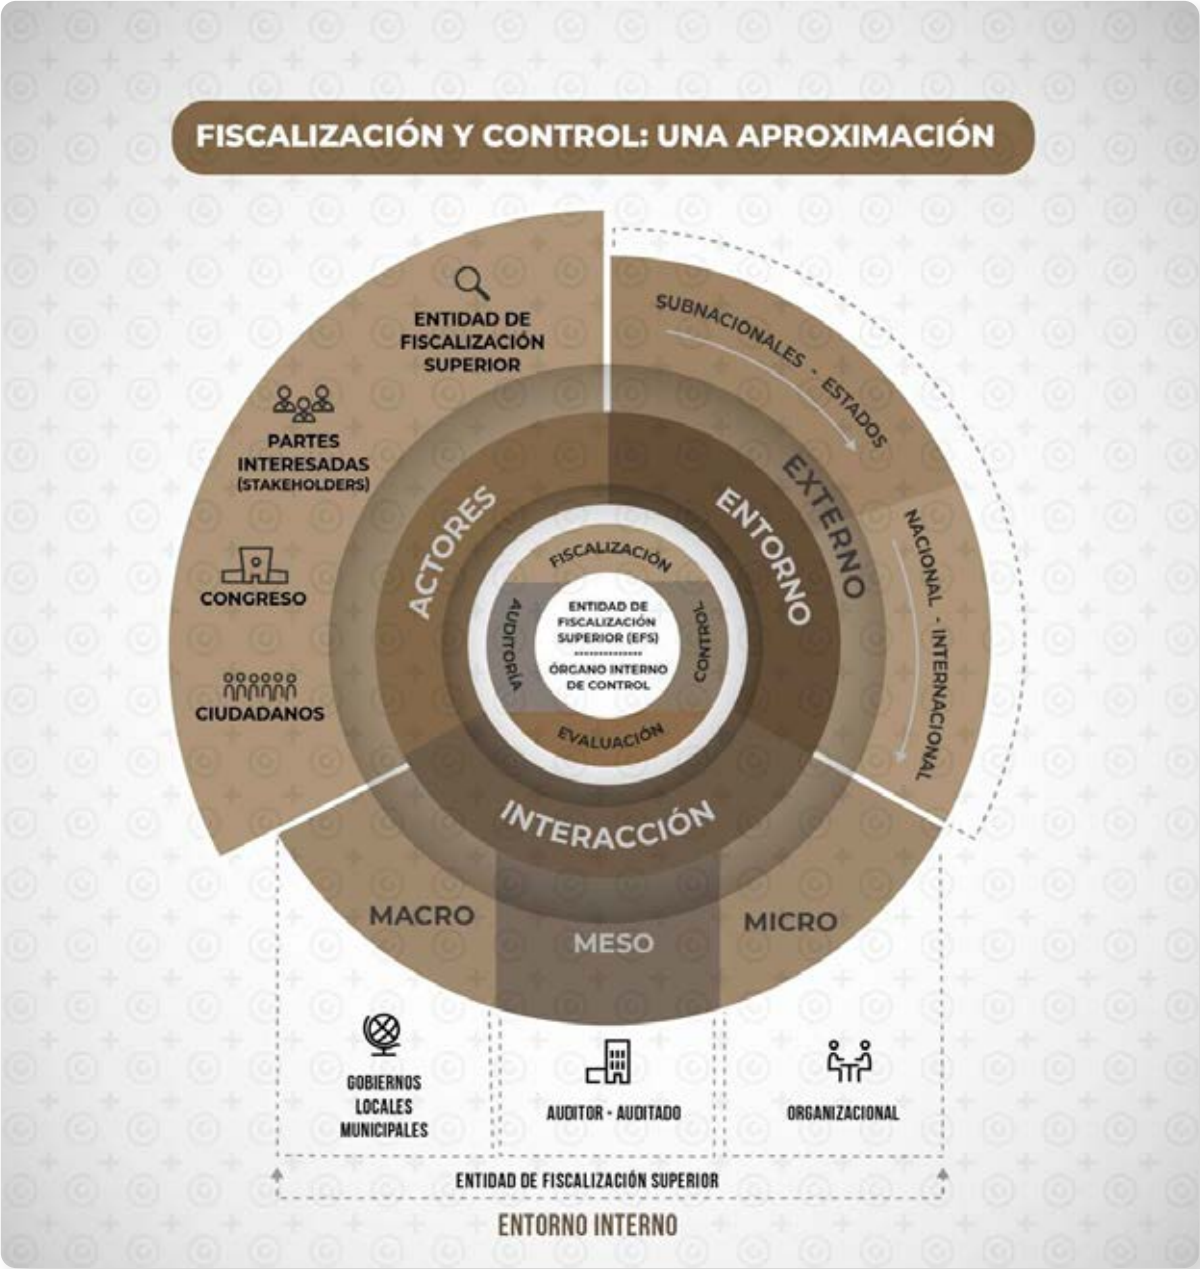 FISCALIZACIÓN Y CONTROL: UNA APROXIMACIÓN
ENTIDAD DE
FISCALIZACIÓN
SUPERIOR
PARTES
INTERESADAS
(STAKEHOLDERS)
CONGRESO
CIUDADANOS
ACTORES
SUBNACIONALES - ESTADOS
NACIONAL - INTERNACIONAL
EXTERNO
ENTORNO
FISCALIZACIÓN
AUDITORÍA
CONTROL
EVALUACIÓN
ENTIDAD DE
FISCALIZACIÓN
SUPERIOR (EFS)
ÓRGANO INTERNO
DE CONTROL
INTERACCIÓN
MACRO
MESO
MICRO
GOBIERNOS
LOCALES
MUNICIPALES
AUDITOR - AUDITADO
ORGANIZACIONAL
ENTIDAD DE FISCALIZACIÓN SUPERIOR
ENTORNO INTERNO